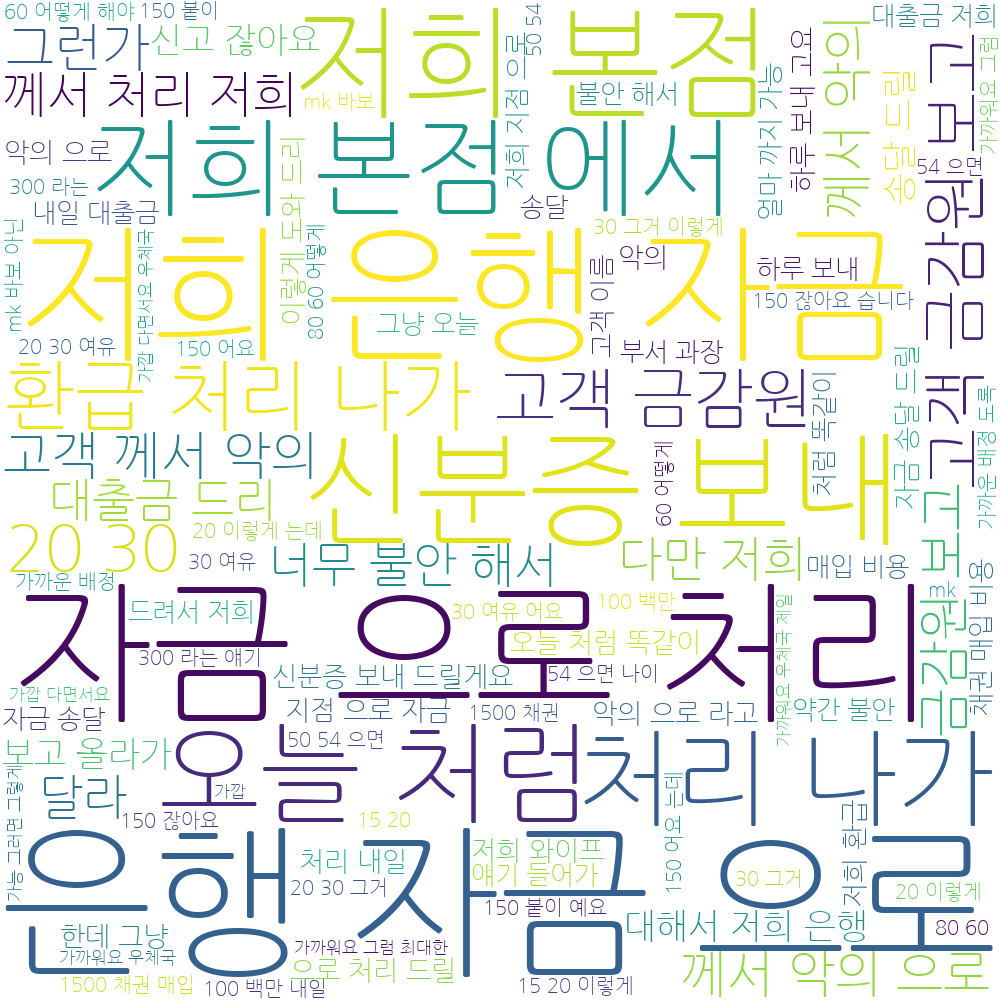 60 어떻게 해야
150 붙이
저희 본점
50 54
대출금 저희
그런가
신고 잖아요
으로
께서 처리 저희
mk 바보
불안 해서
저희 지점 으로
얼마 까지 가능
하루 보내 고요
께서 악의
송달 드릴
고객 금감원 보고
가까워요 그럼
저희 본점 에서
악의 으로
300 라는
내일 대출금
이렇게 도와 드리
송달
54 으면
30 그거 이렇게
mk 바보 아닌
가깝 다면서요 우체국
80 60 어떻게
저희 은행 자금
고객 이름
악의
하루 보내
150 잖아요 습니다
그냥 오늘
20 30 여유
150 어요
부서 과장
환급 처리 나가
고객 금감원
처럼 똑같이
자금 송달 드릴
가까운 배정 도록
고객 께서 악의
신분증 보내
60 어떻게
대출금 드리
20 30
20 이렇게 는데
30 여유
너무 불안 해서
다만 저희
매입 비용
금감원 보고
가까운 배정
mk
채권 매입 비용
자금 으로 처리
드려서 저희
30 여유 어요
100 백만
오늘 처럼 똑같이
가까워요 우체국 제일
300 라는 얘기
신분증 보내 드릴게요
54 으면 나이
가깝 다면서요
자금 송달
지점 으로 자금
1500 채권
악의 으로 라고
약간 불안
보고 올라가
오늘 처럼
처리 나가
50 54 으면
가능 그러면 그렇게
달라
가깝
150 잖아요
15 20
은행 자금 으로
처리 내일
저희 와이프
150 어요 는데
저희 환급
얘기 들어가
20 30 그거
30 그거
20 이렇게
150 붙이 예요
한데 그냥
대해서 저희 은행
80 60
가까워요 우체국
가까워요 그럼 최대한
으로 처리 드릴
께서 악의 으로
1500 채권 매입
100 백만 내일
15 20 이렇게